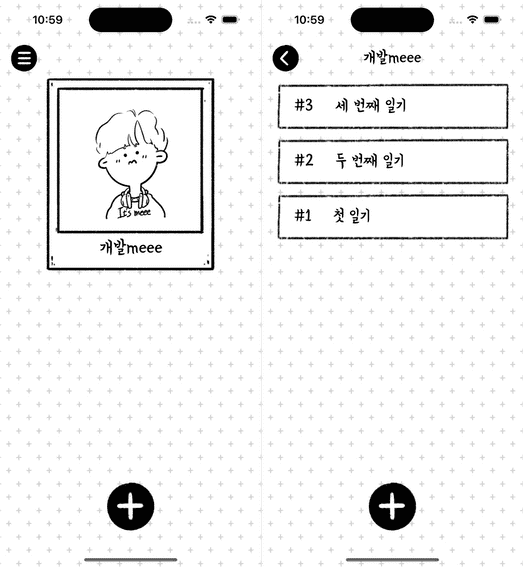 10:59
It's meee
개발meee
10:59
개발meee
#3 세 번째 일기
#2 두 번째 일기
#1 첫 일기